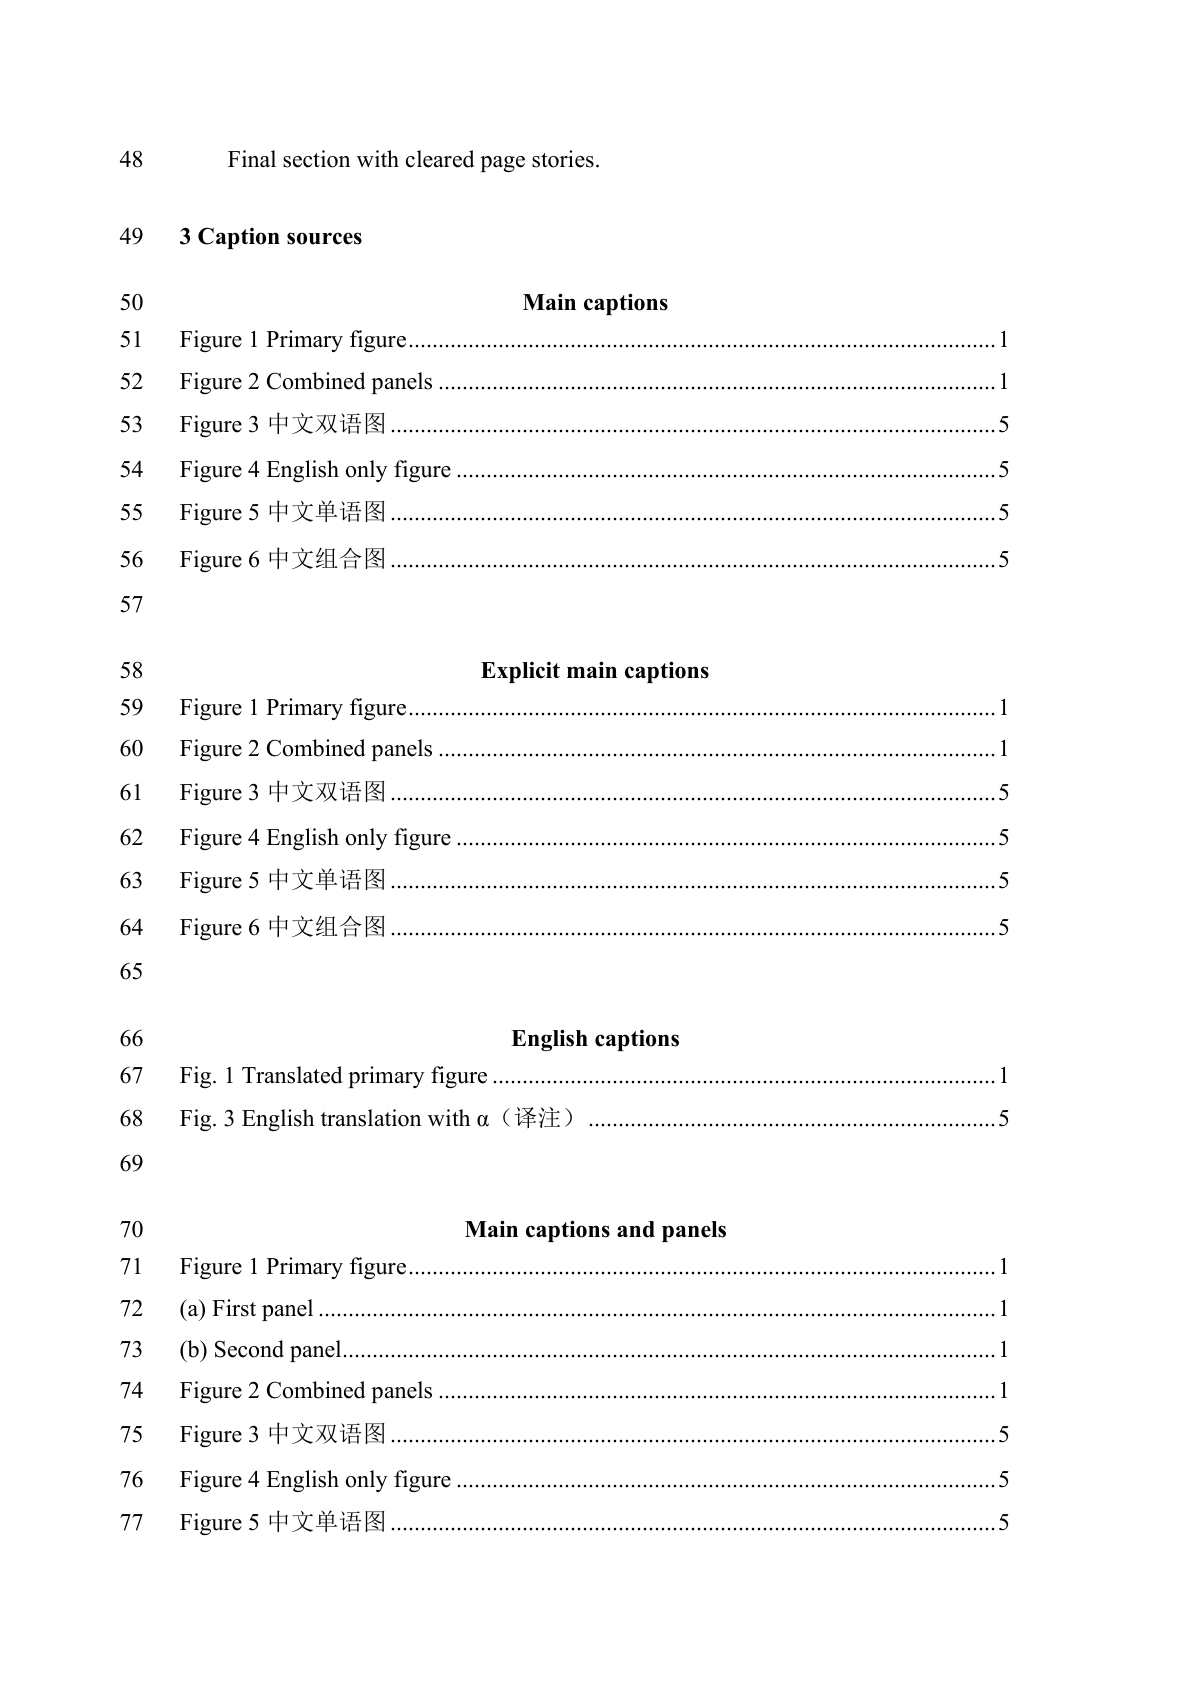 48 Final section with cleared page stories.
49 3 Caption sources
50 Main captions
51 Figure 1 Primary figure.................................................................................................. 1
52 Figure 2 Combined panels ............................................................................................. 1
53 Figure 3 中文双语图 ..................................................................................................... 5
54 Figure 4 English only figure .......................................................................................... 5
55 Figure 5 中文单语图 ..................................................................................................... 5
56 Figure 6 中文组合图 ..................................................................................................... 5
57
58 Explicit main captions
59 Figure 1 Primary figure.................................................................................................. 1
60 Figure 2 Combined panels ............................................................................................. 1
61 Figure 3 中文双语图 ..................................................................................................... 5
62 Figure 4 English only figure .......................................................................................... 5
63 Figure 5 中文单语图 ..................................................................................................... 5
64 Figure 6 中文组合图 ..................................................................................................... 5
65
66 English captions
67 Fig. 1 Translated primary figure .................................................................................... 1
68 Fig. 3 English translation with α（译注） .................................................................... 5
69
70 Main captions and panels
71 Figure 1 Primary figure.................................................................................................. 1
72 (a) First panel ................................................................................................................. 1
73 (b) Second panel............................................................................................................. 1
74 Figure 2 Combined panels ............................................................................................. 1
75 Figure 3 中文双语图 ..................................................................................................... 5
76 Figure 4 English only figure .......................................................................................... 5
77 Figure 5 中文单语图 ..................................................................................................... 5